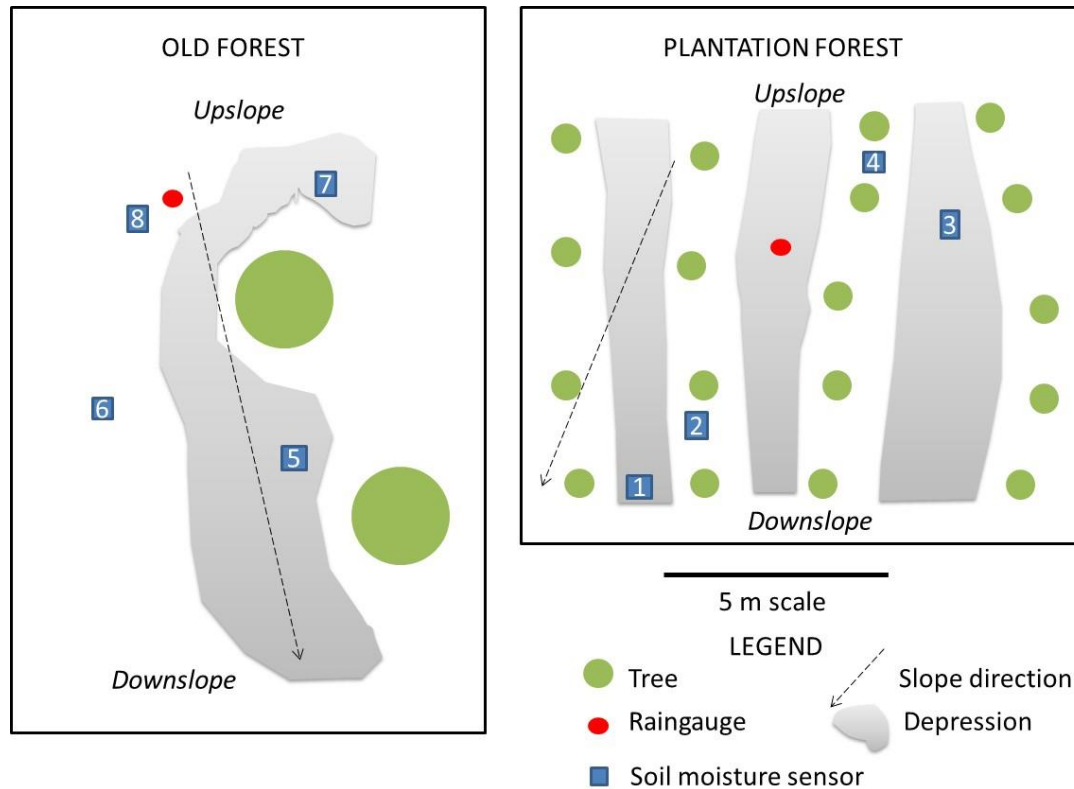 OLD FOREST
Upslope
7
8
6
5
Downslope
PLANTATION FOREST
Upslope
4
3
2
1
Downslope
5 m scale
LEGEND
Tree
Slope direction
Raingauge
Depression
Soil moisture sensor